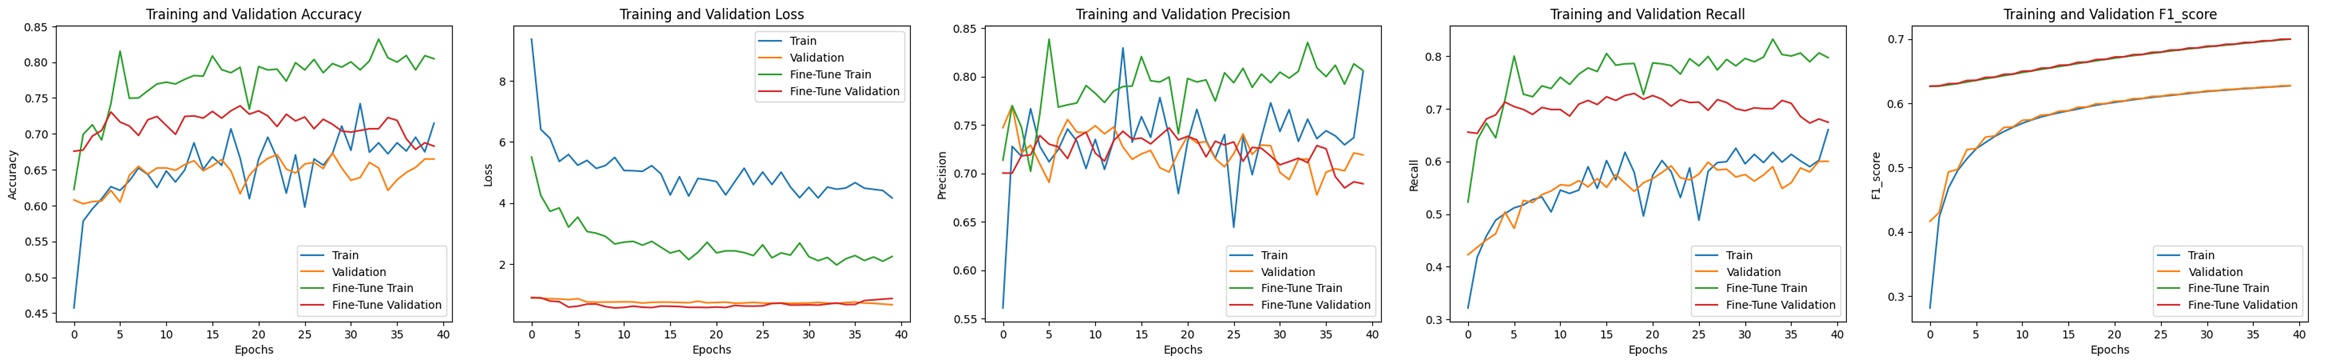 Training and Validation Accuracy
Accuracy
0.85
0.80
0.75
0.70
0.65
0.60
0.55
0.50
0.45
0 5 10 15 20 25 30 35 40
Epochs
Train
Validation
Fine-Tune Train
Fine-Tune Validation
Training and Validation Loss
Loss
8
6
4
2
0 5 10 15 20 25 30 35 40
Epochs
Train
Validation
Fine-Tune Train
Fine-Tune Validation
Training and Validation Precision
Precision
0.85
0.80
0.75
0.70
0.65
0.60
0.55
0 5 10 15 20 25 30 35 40
Epochs
Train
Validation
Fine-Tune Train
Fine-Tune Validation
Training and Validation Recall
Recall
0.8
0.7
0.6
0.5
0.4
0.3
0 5 10 15 20 25 30 35 40
Epochs
Train
Validation
Fine-Tune Train
Fine-Tune Validation
Training and Validation F1_score
F1_score
0.7
0.6
0.5
0.4
0.3
0 5 10 15 20 25 30 35 40
Epochs
Train
Validation
Fine-Tune Train
Fine-Tune Validation